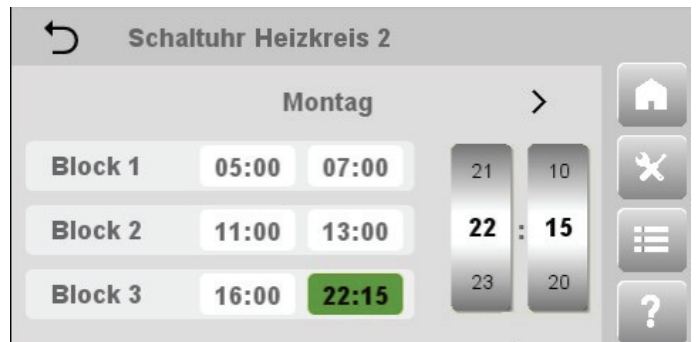 Schaltuhr Heizkreis 2
Montag
Block 1 05:00 07:00
21 10
Block 2 11:00 13:00
22 : 15
Block 3 16:00 22:15
23 20
?